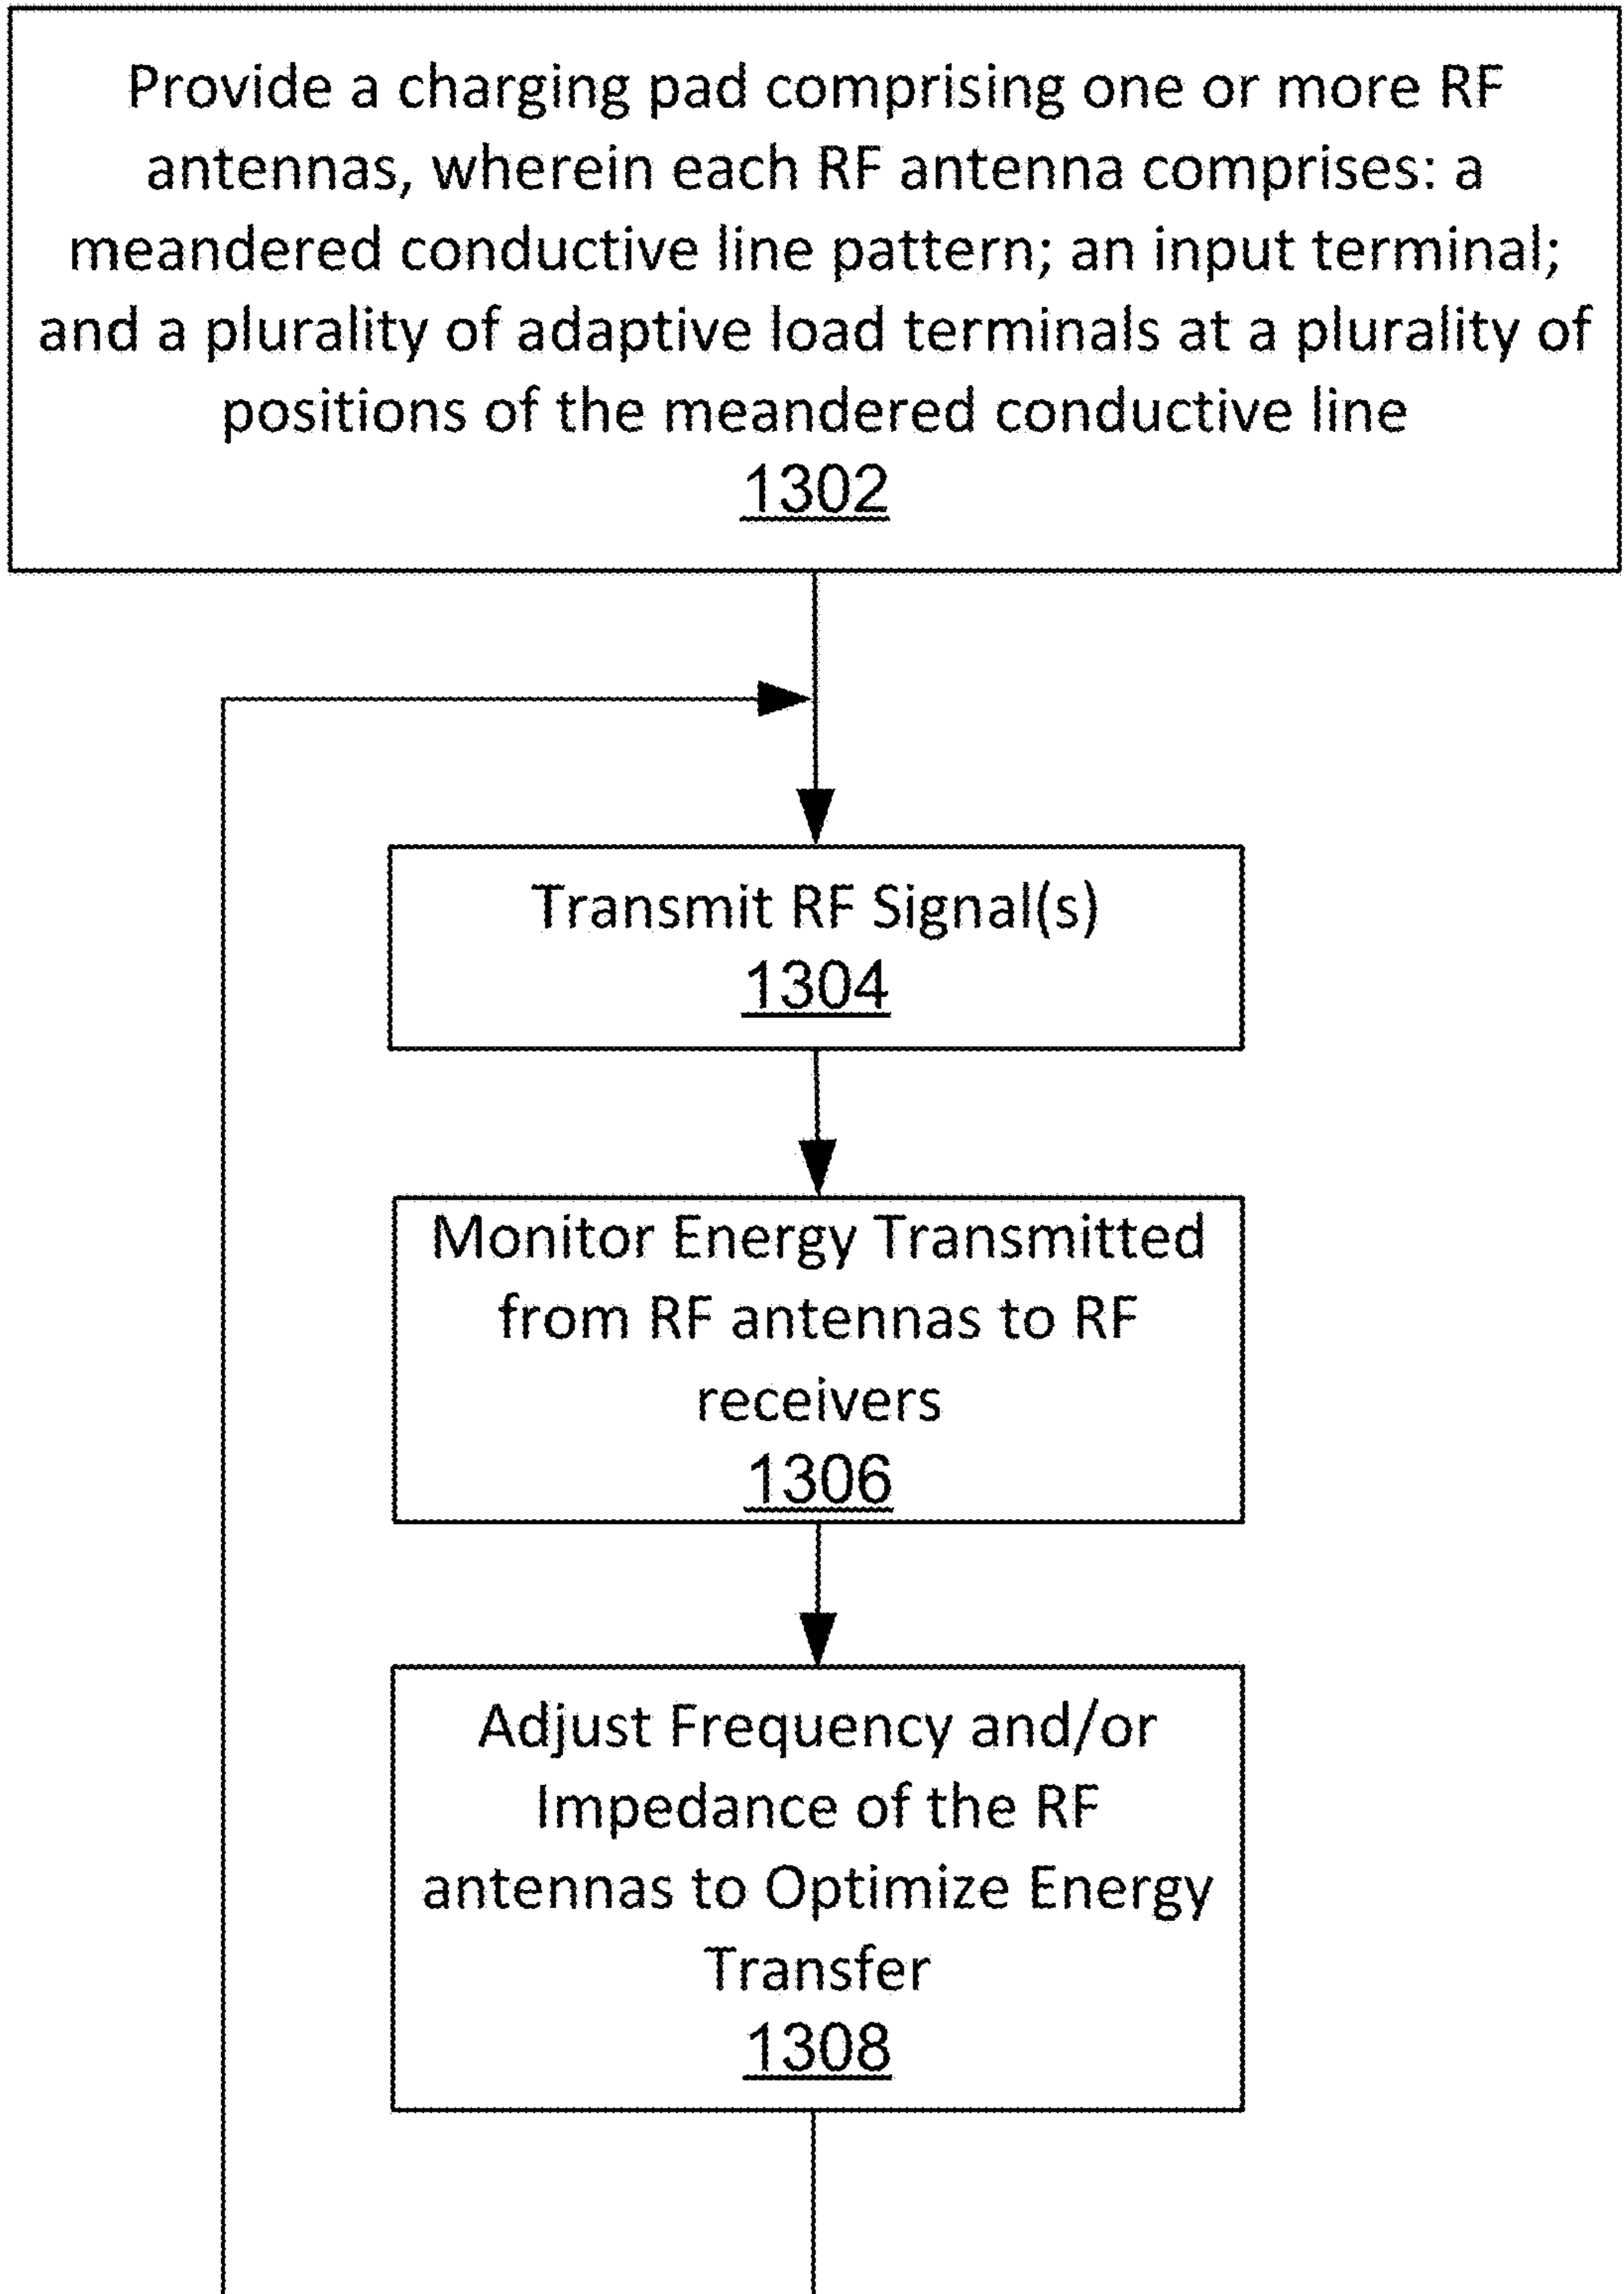 Provide a charging pad comprising one or more RF
antennas, wherein each RF antenna comprises: a
meandered conductive line pattern; an input terminal;
and a plurality of adaptive load terminals at a plurality of
positions of the meandered conductive line
1302
Transmit RF Signal(s)
1304
Monitor Energy Transmitted
from RF antennas to RF
receivers
1306
Adjust Frequency and/or
Impedance of the RF
antennas to Optimize Energy
Transfer
1308